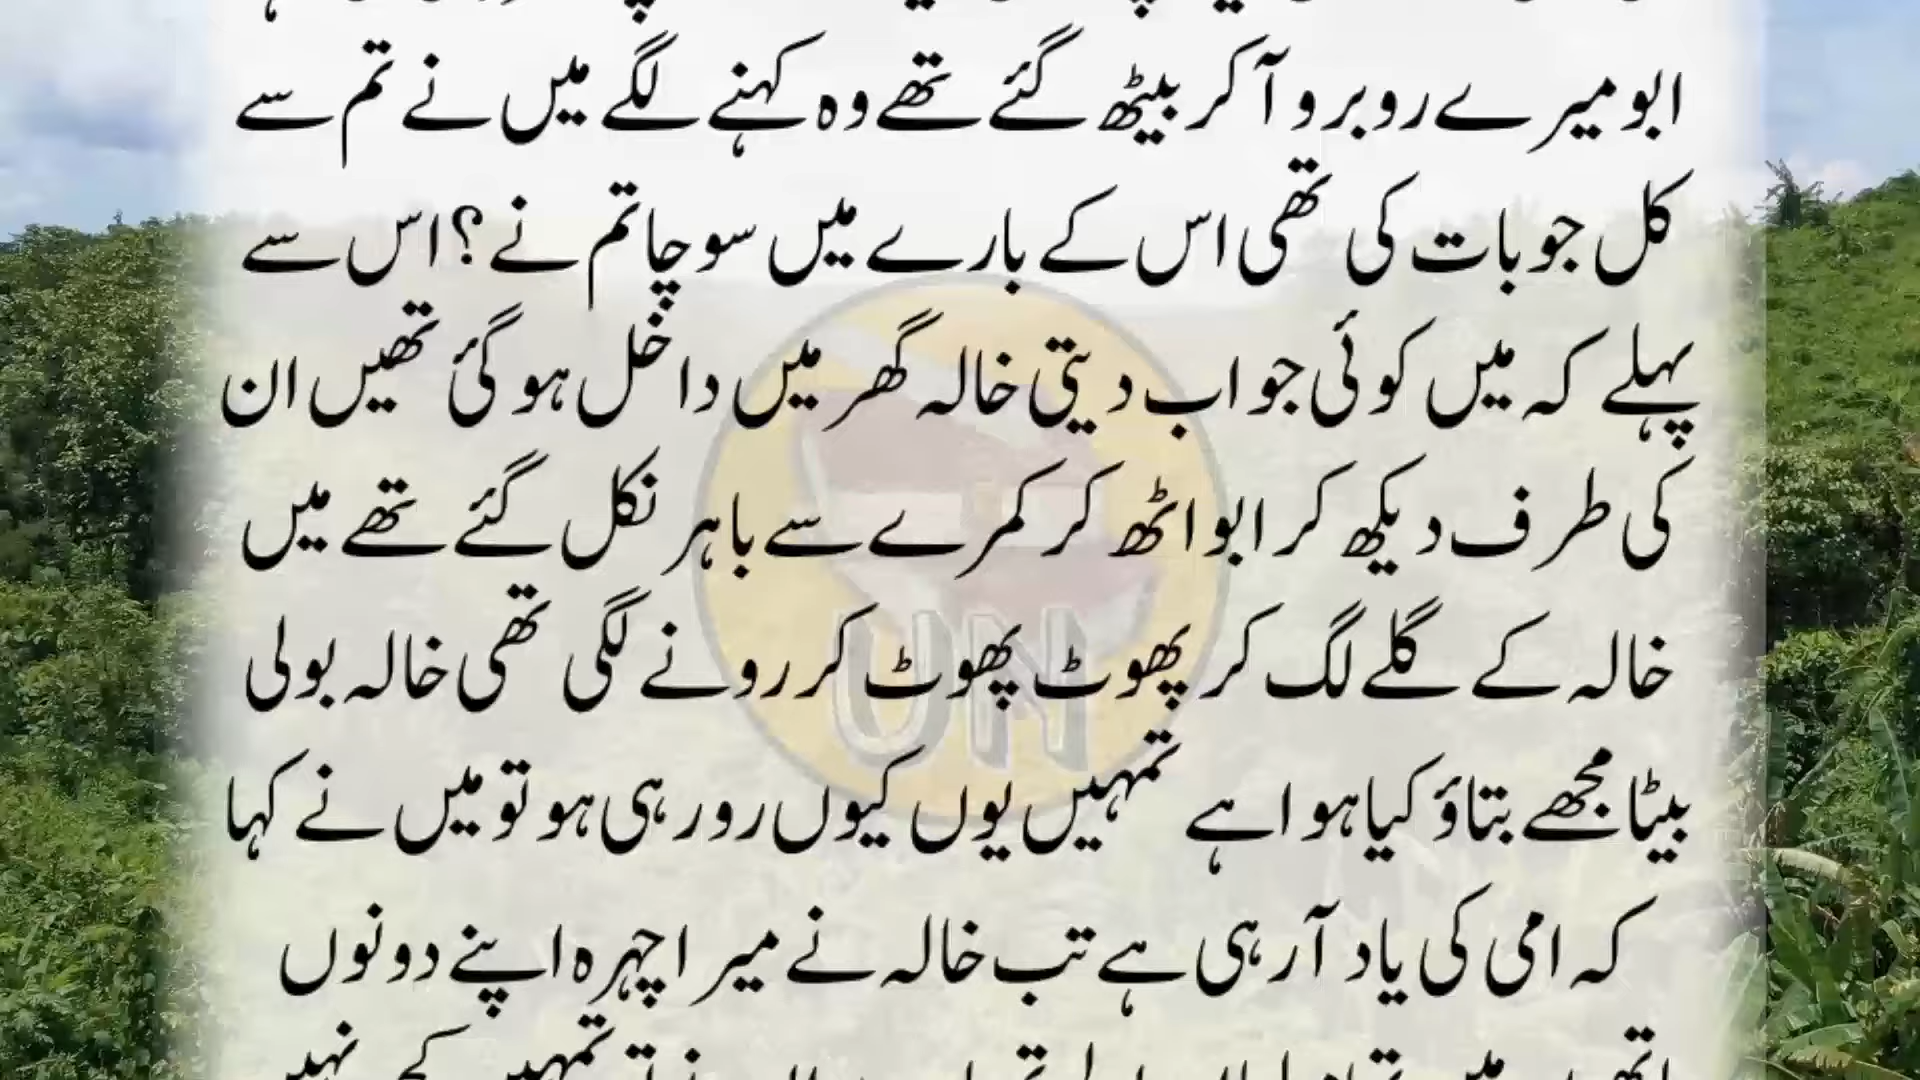 ابو میرے روبرو آ کر بیٹھ گئے تھے وہ کہنے لگے میں نے تم سے
کل جو بات کی تھی اس کے بارے میں سوچا تم نے؟ اس سے
پہلے کہ میں کوئی جواب دیتی خالہ گھر میں داخل ہو گئی تھیں ان
کی طرف دیکھ کر ابو اٹھ کر کمرے سے باہر نکل گئے تھے میں
خالہ کے گلے لگ کر پھوٹ پھوٹ کر رونے لگی تھی خالہ بولی
UN
بیٹا مجھے بتاؤ کیا ہوا ہے تمہیں یوں کیوں رو رہی ہو تو میں نے کہا
کہ امی کی یاد آ رہی ہے تب خالہ نے میرا چہرہ اپنے دونوں